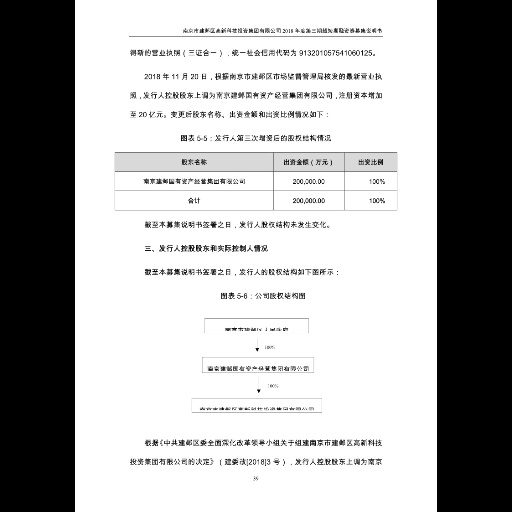 南京市建邺区高新科技投资集团有限公司 2018 年度第三期超短期融资券募集说明书
得新的营业执照（三证合一），统一社会信用代码为 913201057541060125。
2018 年 11 月 20 日，根据南京市建邺区市场监督管理局核发的最新营业执
照，发行人控股股东上调为南京建邺国有资产经营集团有限公司，注册资本增加
至 20 亿元。变更后股东名称、出资金额和出资比例情况如下：
图表 5-5：发行人第三次增资后的股权结构情况
股东名称 出资金额（万元） 出资比例
南京建邺国有资产经营集团有限公司 200,000.00 100%
合计 200,000.00 100%
截至本募集说明书签署之日，发行人股权结构未发生变化。
三、发行人控股股东和实际控制人情况
截至本募集说明书签署之日，发行人的股权结构如下图所示：
图表 5-6：公司股权结构图
南京市建邺区人民政府
100%
南京建邺国有资产经营集团有限公司
100%
南京市建邺区高新科技投资集团有限公司
根据《中共建邺区委全面深化改革领导小组关于组建南京市建邺区高新科技
投资集团有限公司的决定》（建委改[2018]3 号），发行人控股股东上调为南京
39